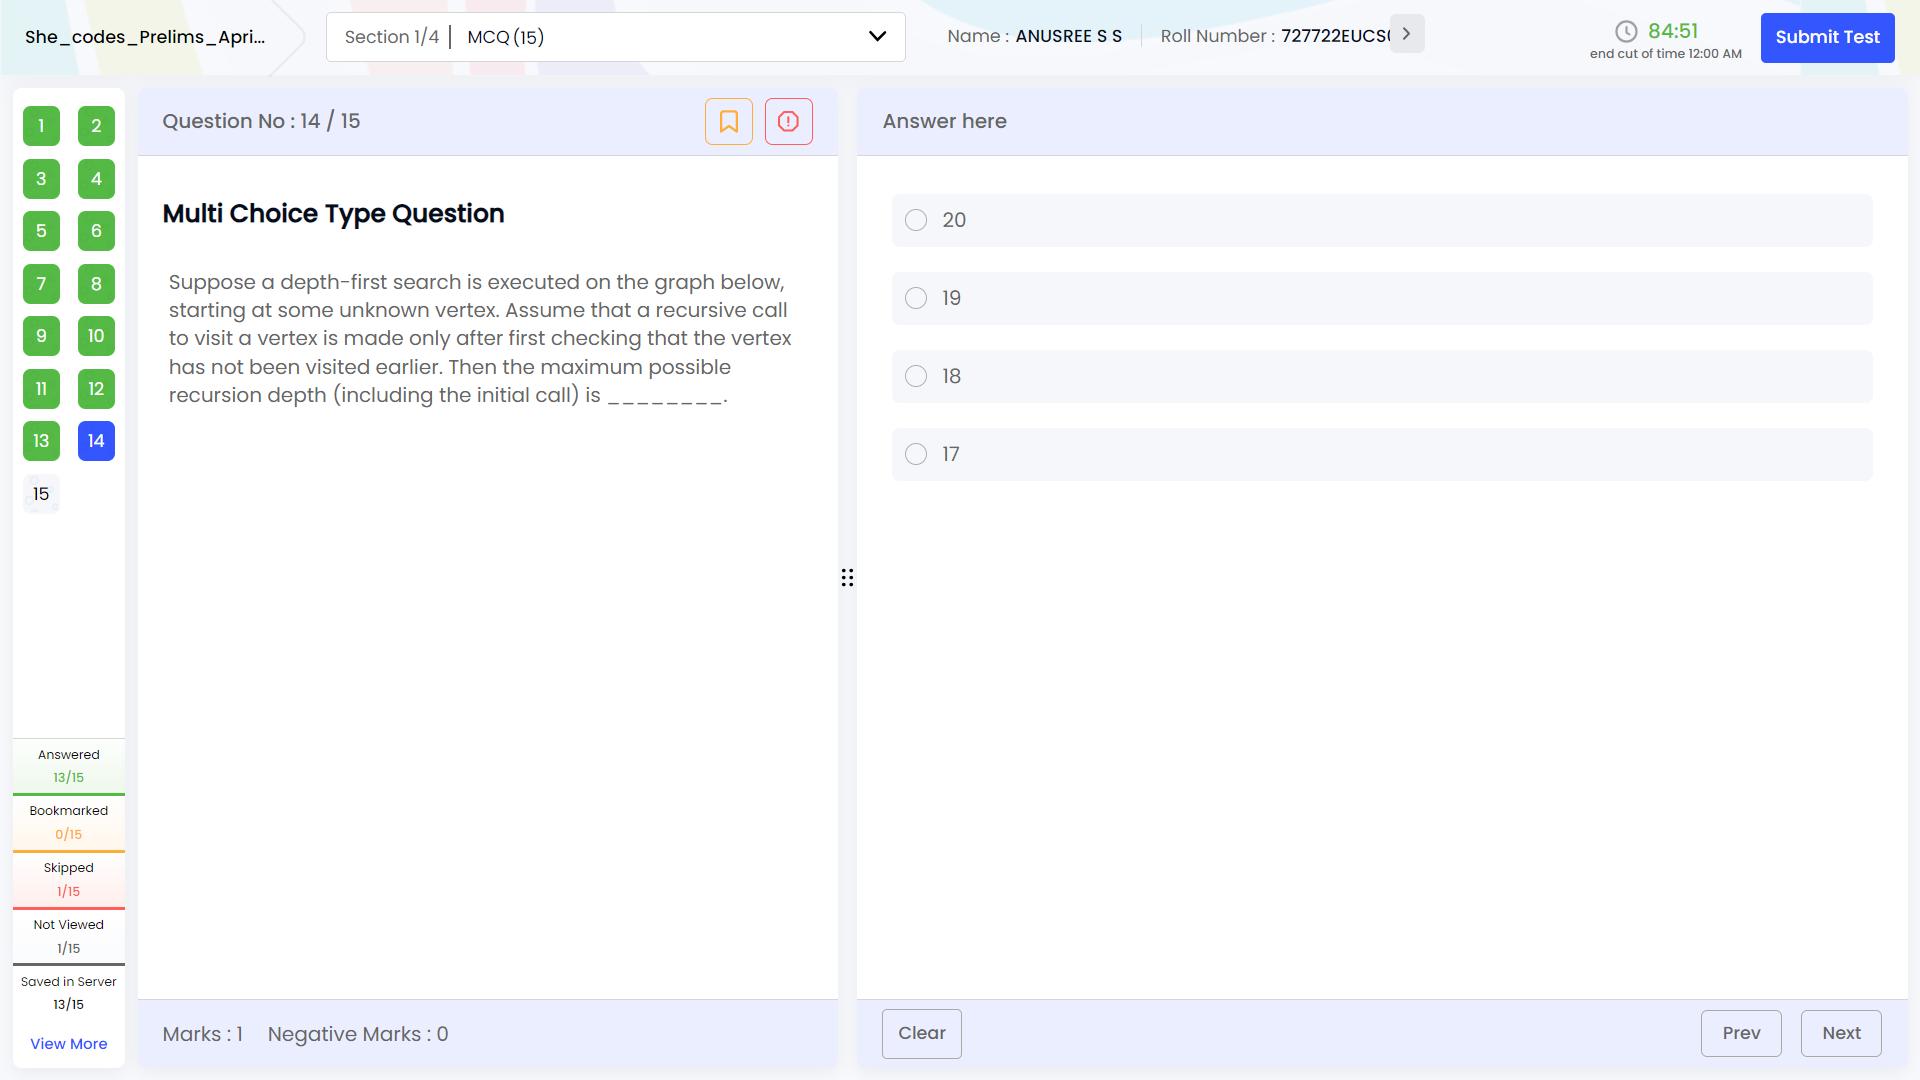 She_codes_Prelims_Apri...
Section 1/4 | MCQ (15)
Name : ANUSREE S S
Roll Number : 727722EUCS
84:51
end cut of time 12:00 AM
Submit Test
1 2
3 4
5 6
7 8
9 10
11 12
13 14
15
Answered
13/15
Bookmarked
0/15
Skipped
1/15
Not Viewed
1/15
Saved in Server
13/15
View More
Question No : 14 / 15
Multi Choice Type Question
Suppose a depth-first search is executed on the graph below,
starting at some unknown vertex. Assume that a recursive call
to visit a vertex is made only after first checking that the vertex
has not been visited earlier. Then the maximum possible
recursion depth (including the initial call) is ________.
Marks : 1 Negative Marks : 0
Answer here
20
19
18
17
Clear
Prev
Next